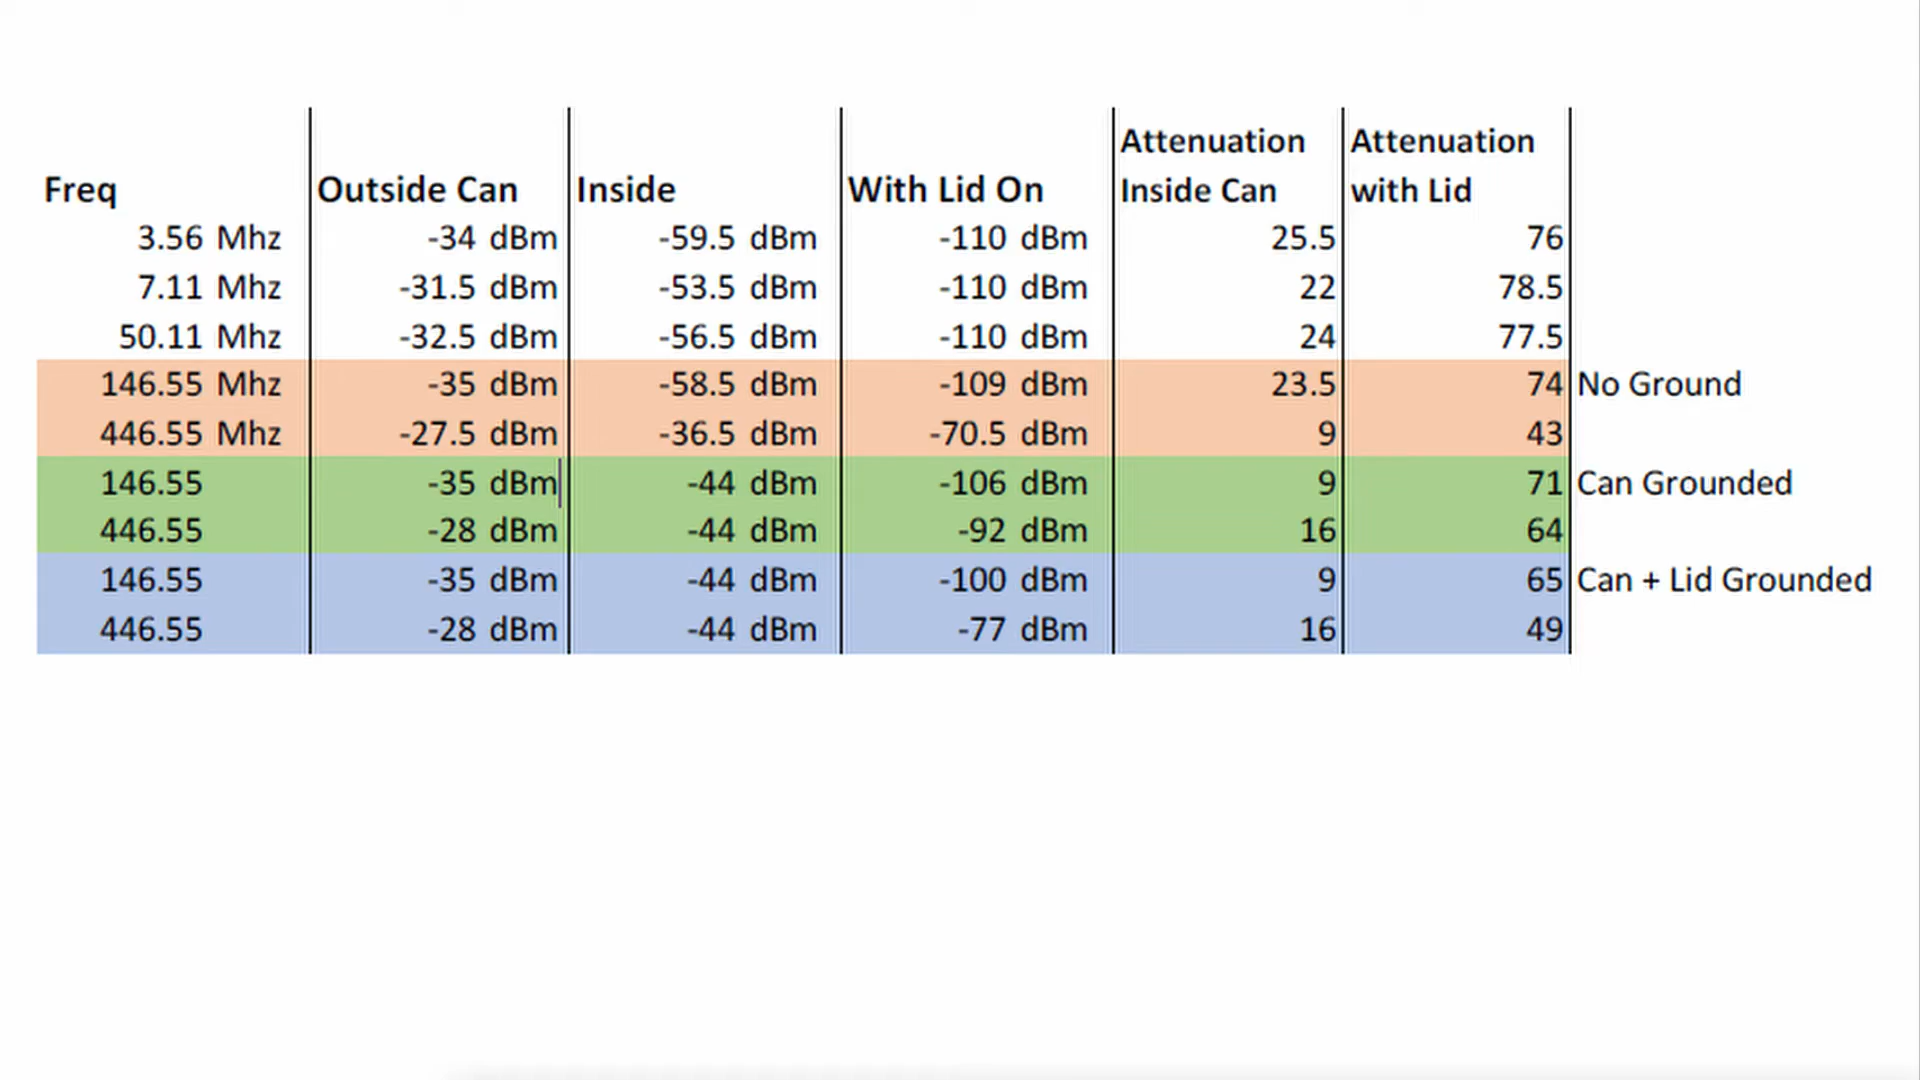 Freq Outside Can Inside With Lid On Attenuation Inside Can Attenuation with Lid
3.56 Mhz -34 dBm -59.5 dBm -110 dBm 25.5 76
7.11 Mhz -31.5 dBm -53.5 dBm -110 dBm 22 78.5
50.11 Mhz -32.5 dBm -56.5 dBm -110 dBm 24 77.5
146.55 Mhz -35 dBm -58.5 dBm -109 dBm 23.5 74 No Ground
446.55 Mhz -27.5 dBm -36.5 dBm -70.5 dBm 9 43
146.55 -35 dBm -44 dBm -106 dBm 9 71 Can Grounded
446.55 -28 dBm -44 dBm -92 dBm 16 64
146.55 -35 dBm -44 dBm -100 dBm 9 65 Can + Lid Grounded
446.55 -28 dBm -44 dBm -77 dBm 16 49